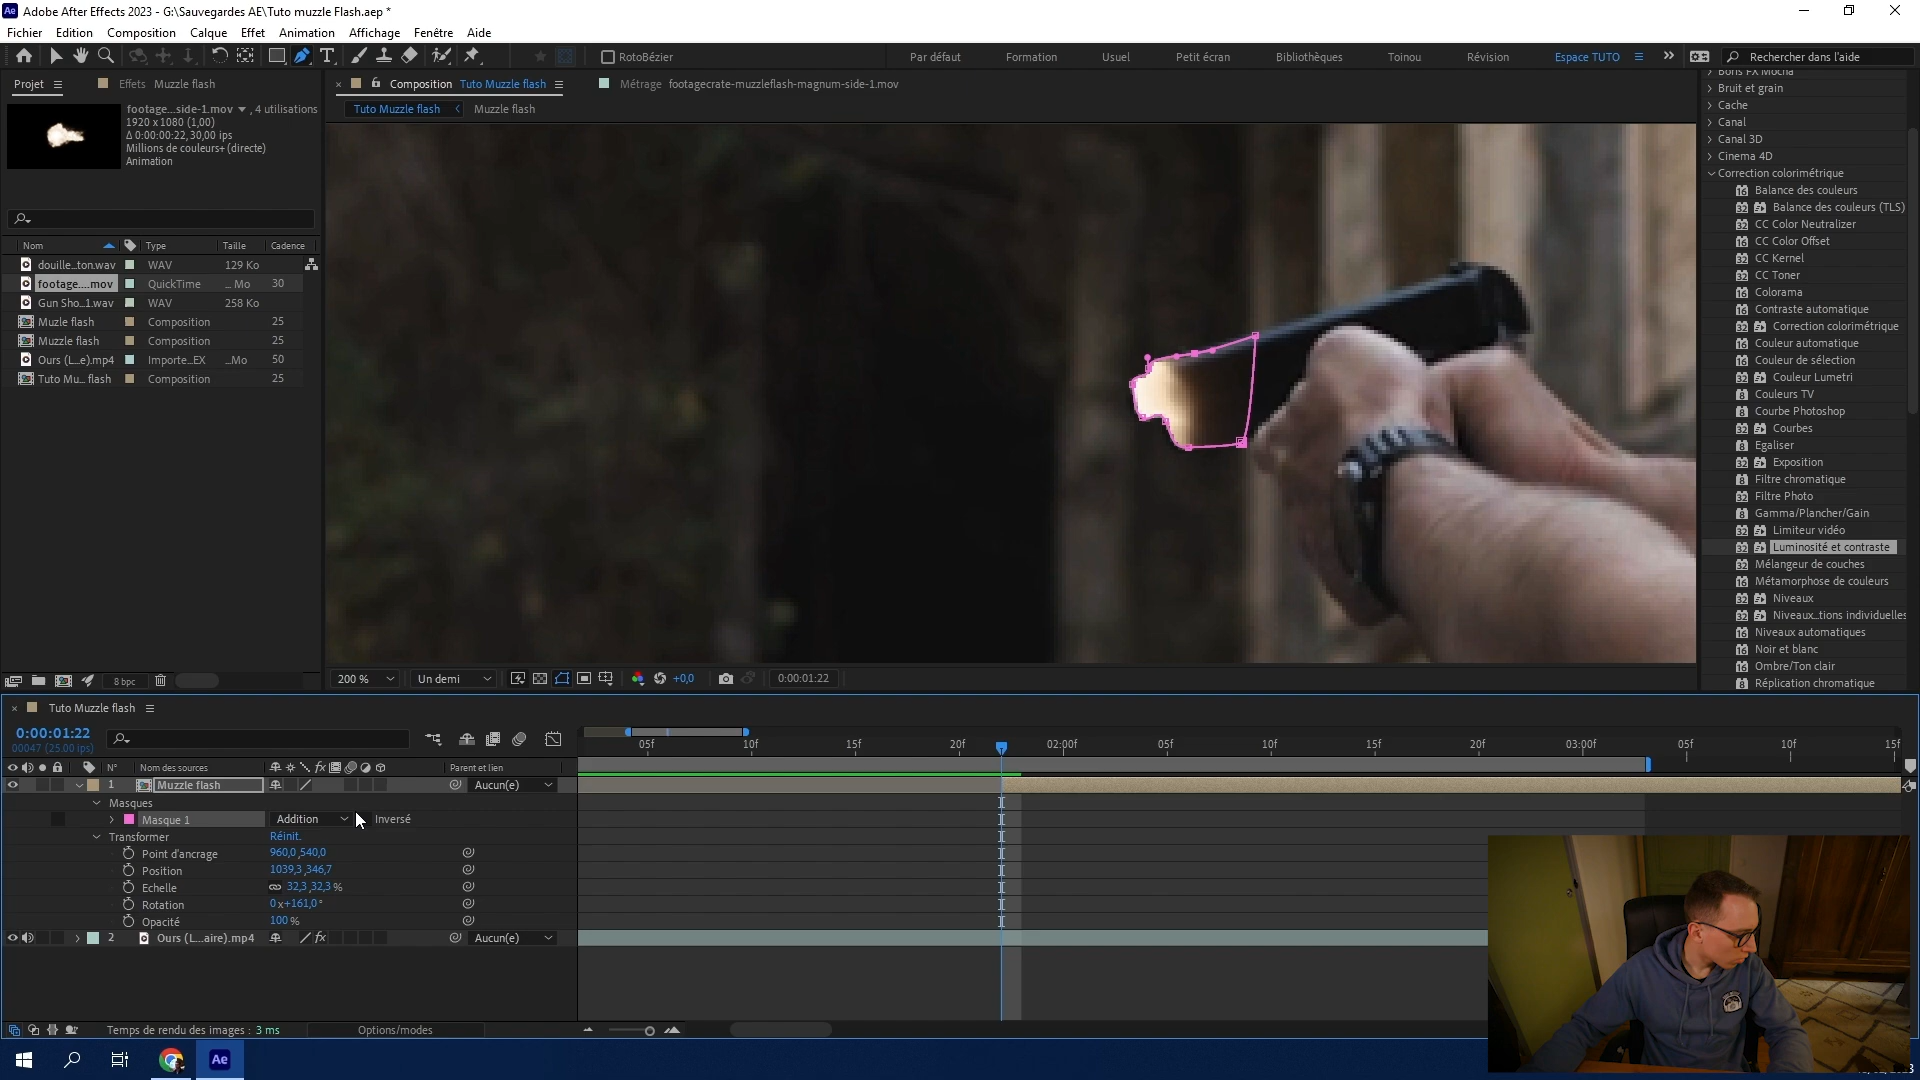 Adobe After Effects 2023 - G:\Sauvegardes AE\Tuto muzzle Flash.aep *
Fichier Edition Composition Calque Effet Animation Affichage Fenêtre Aide
RotoBézier
Par défaut Formation Usuel Petit écran Bibliothèques Toinou Révision Espace TUTO
Rechercher dans l'aide
Projet Effets Muzzle flash
Composition Tuto Muzzle flash
Métrage footagecrate-muzzleflash-magnum-side-1.mov
Tuto Muzzle flash Muzzle flash
footage...side-1.mov , 4 utilisations
1920 x 1080 (1,00)
Δ 0:00:00:22, 30,00 ips
Millions de couleurs+ (directe)
Animation
Nom Type Taille Cadence
douille...ton.wav WAV 129 Ko
footage....mov QuickTime ... Mo 30
Gun Sho...1.wav WAV 258 Ko
Muzle flash Composition 25
Muzzle flash Composition 25
Ours (L...e).mp4 Importe...EX ...Mo 50
Tuto Mu... flash Composition 25
8 bpc
200 % Un demi +0,0 0:00:01:22
Boris FX Mocha
Bruit et grain
Cache
Canal
Canal 3D
Cinema 4D
Correction colorimétrique
Balance des couleurs
Balance des couleurs (TLS)
CC Color Neutralizer
CC Color Offset
CC Kernel
CC Toner
Colorama
Contraste automatique
Correction colorimétrique
Couleur automatique
Couleur de sélection
Couleur Lumetri
Couleurs TV
Courbe Photoshop
Courbes
Egaliser
Exposition
Filtre chromatique
Filtre Photo
Gamma/Plancher/Gain
Limiteur vidéo
Luminosité et contraste
Mélangeur de couches
Métamorphose de couleurs
Niveaux
Niveaux...tions individuelles
Niveaux automatiques
Noir et blanc
Ombre/Ton clair
Réplication chromatique
Tuto Muzzle flash
0:00:01:22
00047 (25.00 ips)
05f 10f 15f 20f 02:00f 05f 10f 15f 20f 03:00f 05f 10f 15f
N° Nom des sources fx Parent et lien
1 Muzzle flash Aucun(e)
Masques
Masque 1 Addition Inversé
Transformer Réinit.
Point d'ancrage 960,0 ,540,0
Position 1039,3 ,346,7
Echelle 32,3 ,32,3 %
Rotation 0 x+161,0 °
Opacité 100 %
2 Ours (L...aire).mp4 fx Aucun(e)
Temps de rendu des images : 3 ms Options/modes
Ae